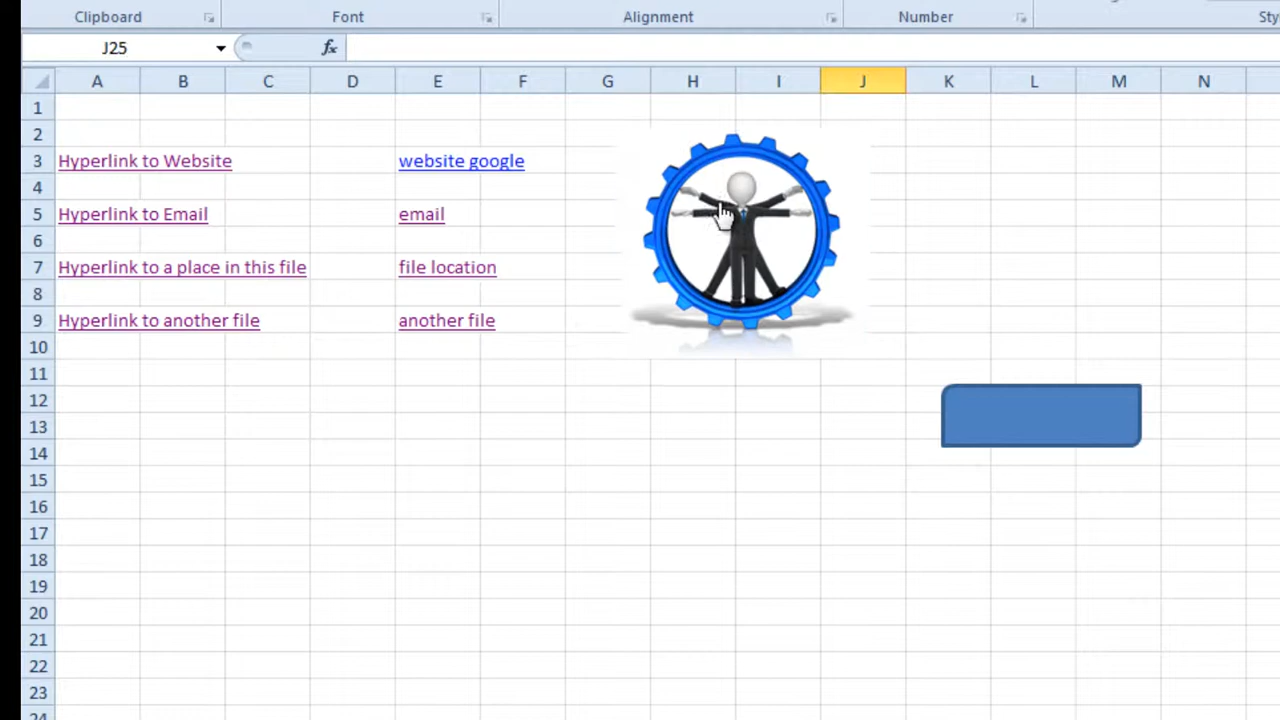 Clipboard Font Alignment Number Sty
J25 fx
A B C D E F G H I J K L M N
1
2
3 Hyperlink to Website website google
4
5 Hyperlink to Email email
6
7 Hyperlink to a place in this file file location
8
9 Hyperlink to another file another file
10
11
12
13
14
15
16
17
18
19
20
21
22
23
24